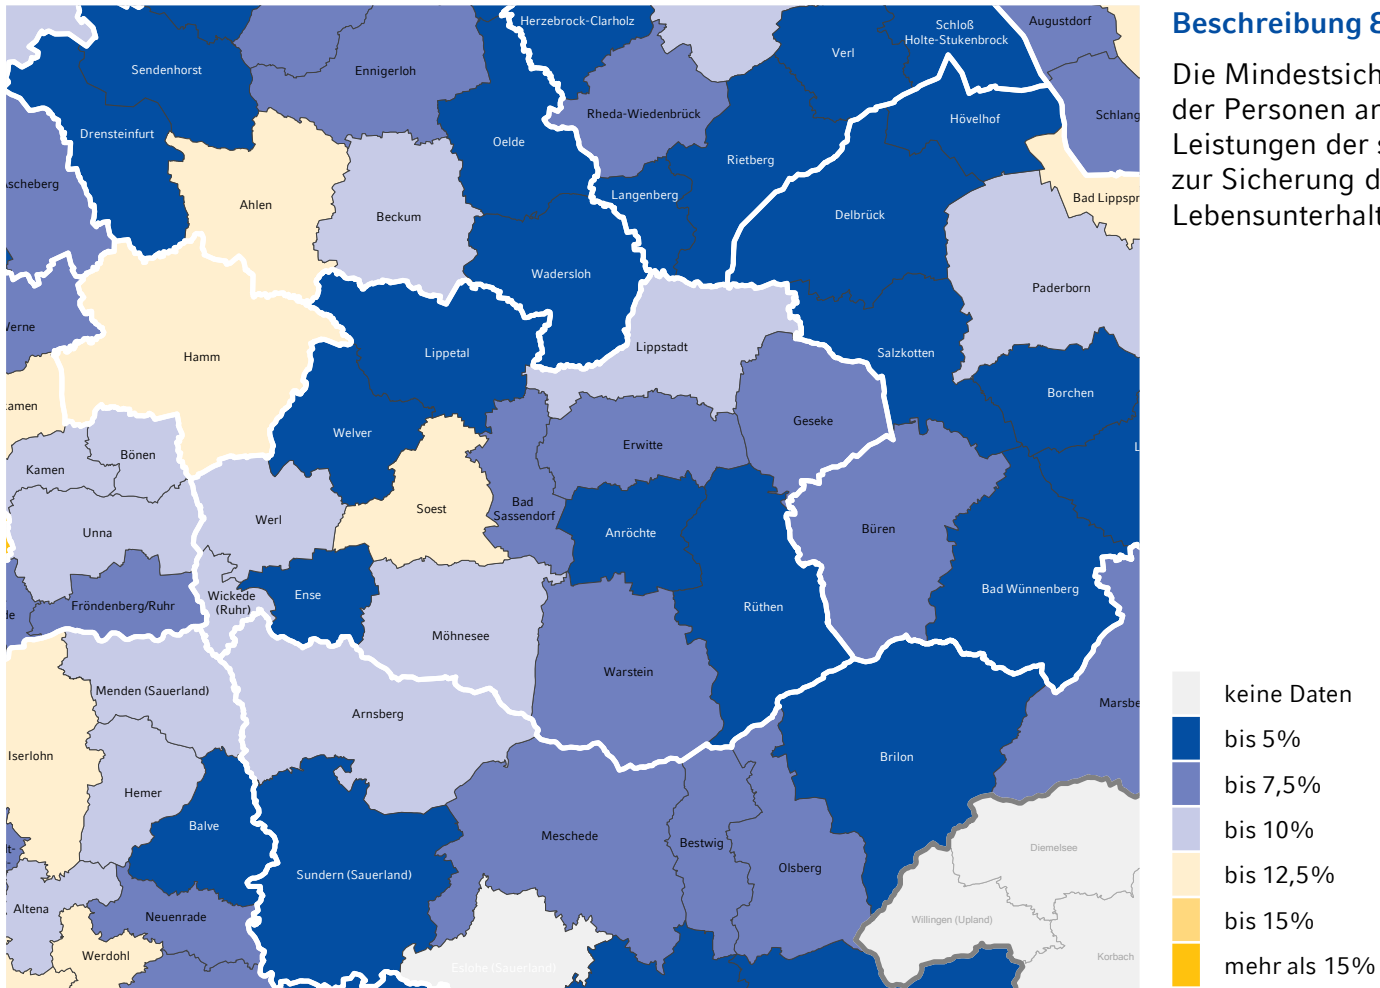 Herzebrock-Clarholz
Schloß
Holte-Stukenbrock
Augustdorf
Verl
Sendenhorst
Ennigerloh
Rheda-Wiedenbrück
Schlang
Hövelhof
Drensteinfurt
Oelde
Rietberg
scheberg
Langenberg
Bad Lippspr
Ahlen
Beckum
Delbrück
Wadersloh
Paderborn
Werne
Hamm
Lippetal
Lippstadt
Salzkotten
Borchen
amen
Welver
Geseke
Erwitte
L
Kamen
Bönen
Bad
Sassendorf
Soest
Werl
Unna
Anröchte
Büren
Wickede
(Ruhr)
Ense
Fröndenberg/Ruhr
de
Rüthen
Bad Wünnenberg
Möhnesee
Warstein
Menden (Sauerland)
Marsbe
Arnsberg
Iserlohn
Brilon
Hemer
Balve
Meschede
Bestwig
Diemelsee
lt-
Olsberg
Sundern (Sauerland)
Altena
Neuenrade
Willingen (Upland)
Werdohl
Eslohe (Sauerland)
Korbach
Beschreibung 8
Die Mindestsich
der Personen an
Leistungen der s
zur Sicherung d
Lebensunterhalt
keine Daten
bis 5%
bis 7,5%
bis 10%
bis 12,5%
bis 15%
mehr als 15%